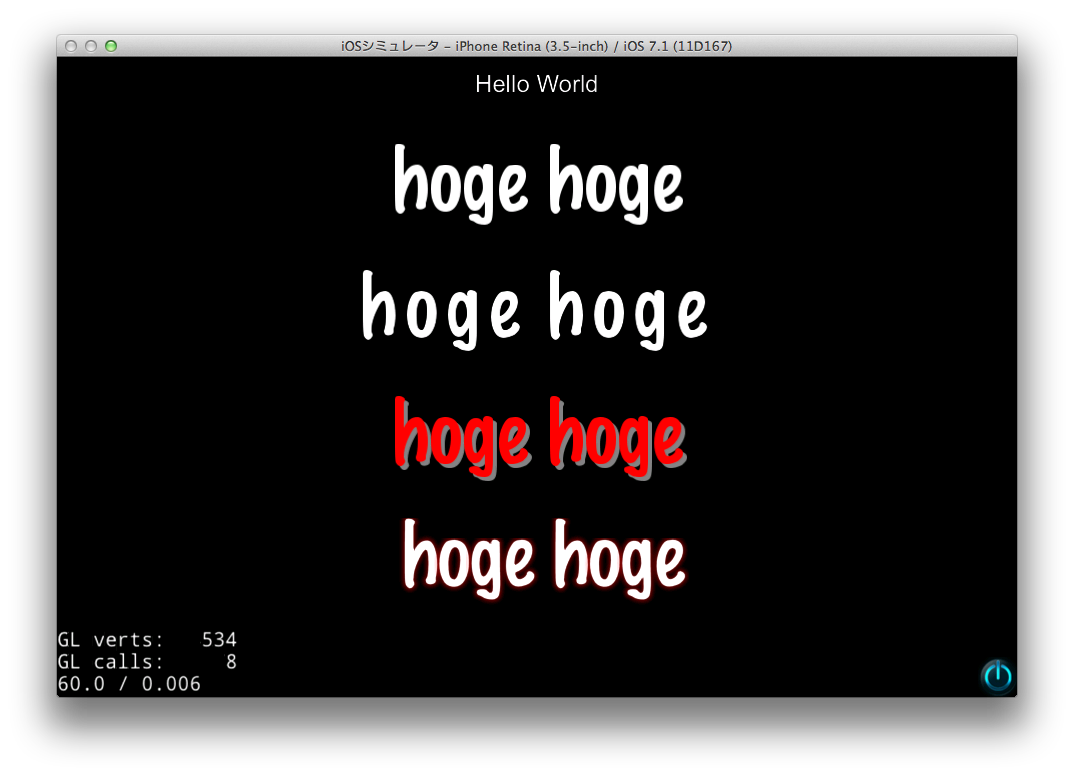 iOSシミュレータ – iPhone Retina (3.5-inch) / iOS 7.1 (11D167)
Hello World
hoge hoge
hoge hoge
hoge hoge
hoge hoge
GL verts: 534
GL calls: 8
60.0 / 0.006